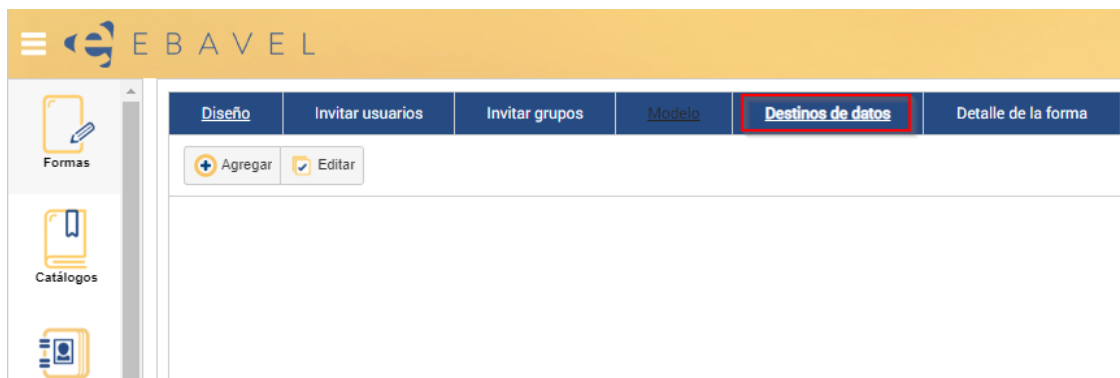 EBAVEL
Diseño Invitar usuarios Invitar grupos Modelo Destinos de datos Detalle de la forma
Agregar Editar
Formas
Catálogos